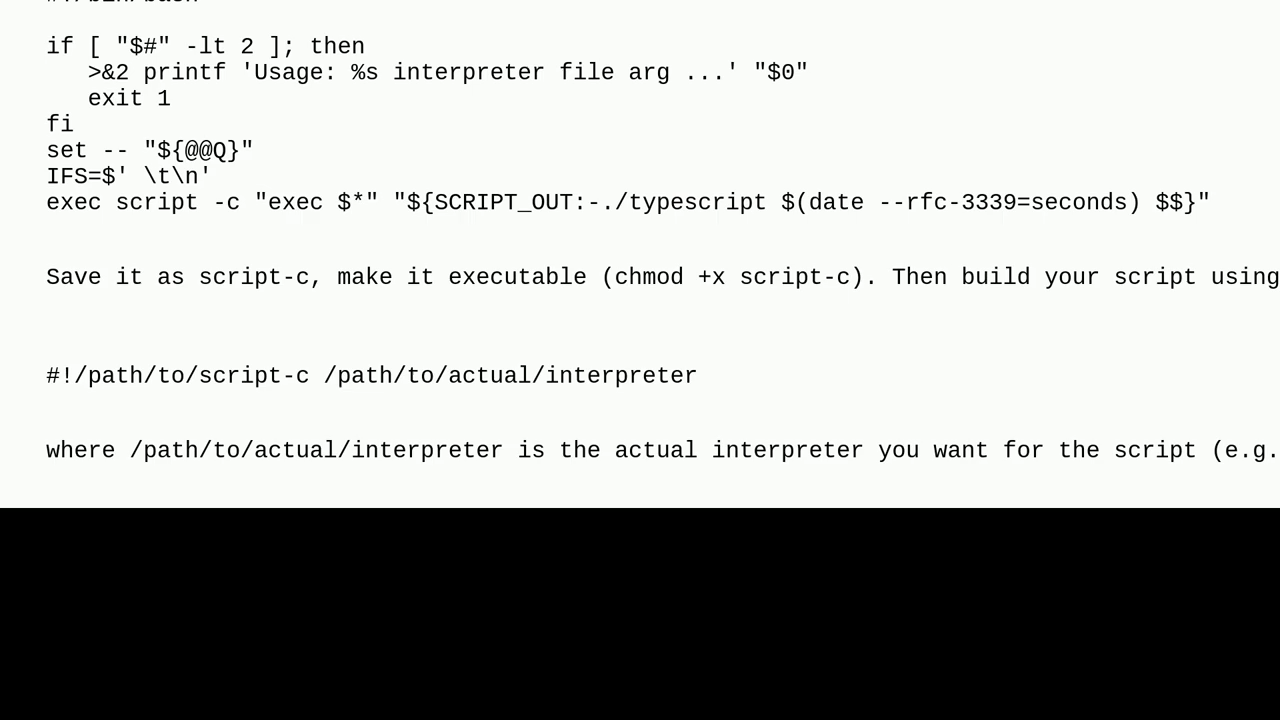 if [ "$#" -lt 2 ]; then
   >&2 printf 'Usage: %s interpreter file arg ...' "$0"
   exit 1
fi
set -- "${@@Q}"
IFS=$' \t\n'
exec script -c "exec $*" "${SCRIPT_OUT:-./typescript $(date --rfc-3339=seconds) $$}"
Save it as script-c, make it executable (chmod +x script-c). Then build your script using
#!/path/to/script-c /path/to/actual/interpreter
where /path/to/actual/interpreter is the actual interpreter you want for the script (e.g.